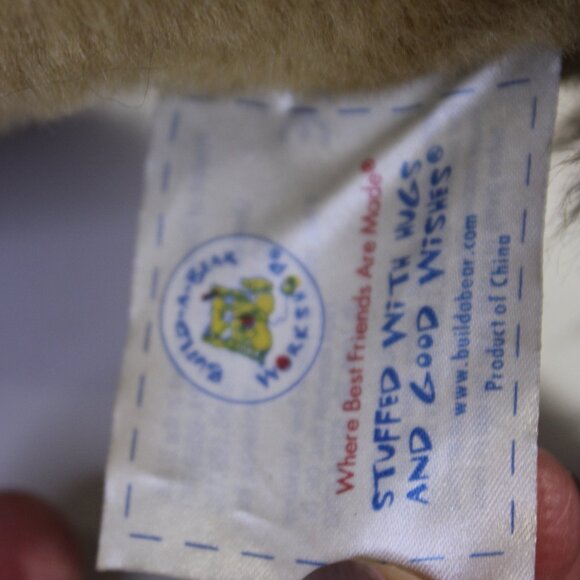 BUILD-A-BEAR
WORKSHOP®
Where Best Friends Are Made®
STUFFED WITH HUGS
AND GOOD WISHES®
www.buildabear.com
Product of China